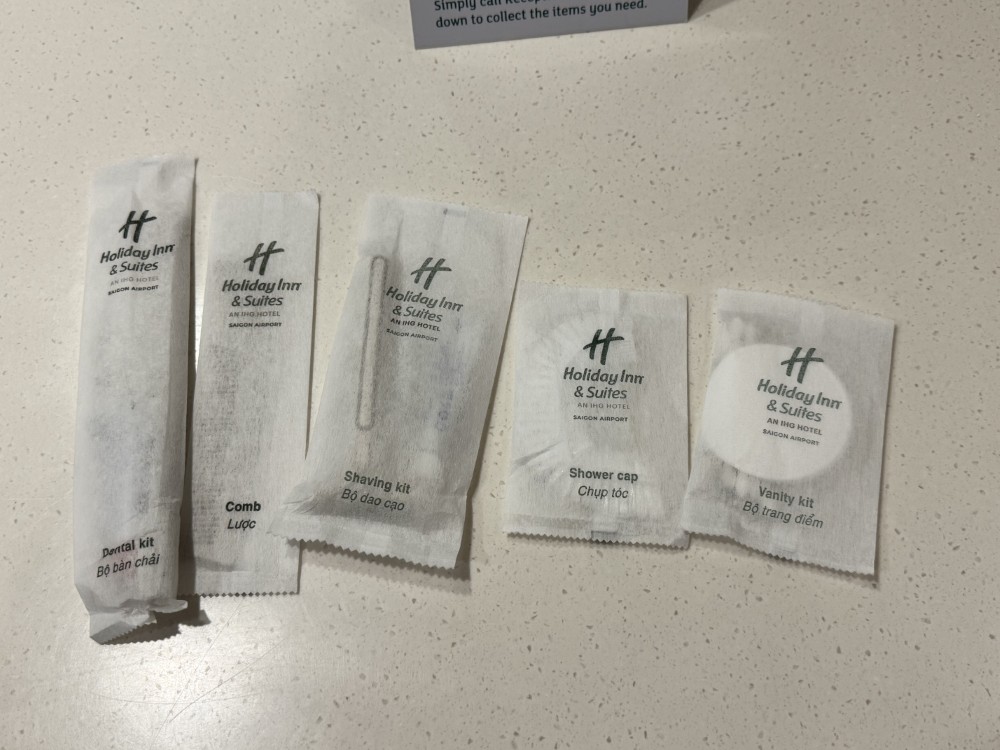 Simply call
down to collect the items you need.
H
Holiday Inn
& Suites
AN IHG HOTEL
SAIGON AIRPORT
Dental kit
Bộ bàn chải
H
Holiday Inn
& Suites
AN IHG HOTEL
SAIGON AIRPORT
Comb
Lược
H
Holiday Inn
& Suites
AN IHG HOTEL
SAIGON AIRPORT
Shaving kit
Bộ dao cạo
H
Holiday Inn
& Suites
AN IHG HOTEL
SAIGON AIRPORT
Shower cap
Chụp tóc
H
Holiday Inn
& Suites
AN IHG HOTEL
SAIGON AIRPORT
Vanity kit
Bộ trang điểm